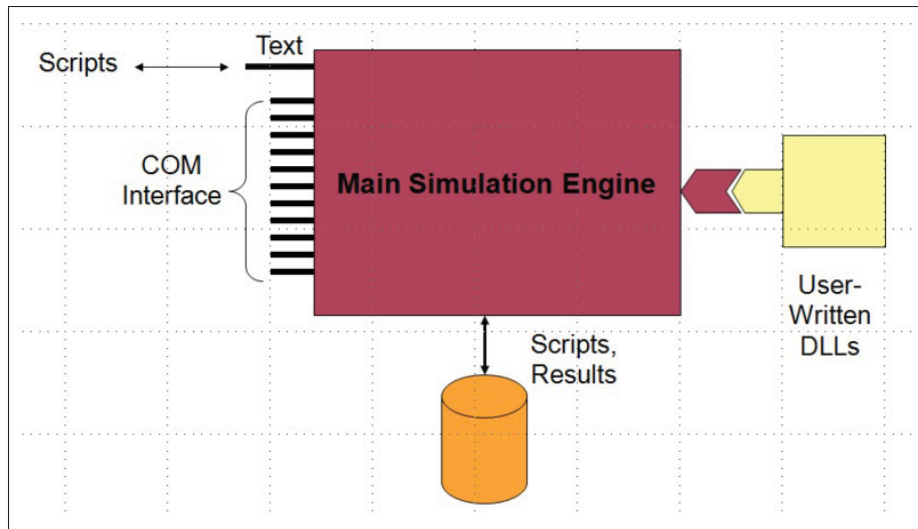 Text
Scripts
COM
Interface
Main Simulation Engine
User-
Written
DLLs
Scripts,
Results